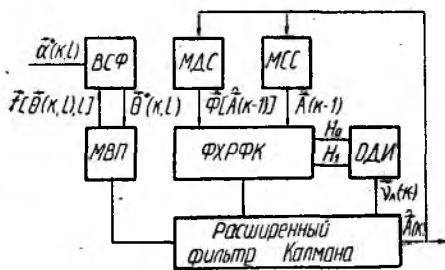 α̂*(к,l)
ВСФ
МДС
МСС
f̄[θ̄(к,l),l]
θ̄*(к,l)
Φ̄[Â(к-1)]
Â(к-1)
МВП
ФХРФК
H₀
H₁
ОДИ
ν̄ₐ(к)
Расширенный
фильтр Калмана
Â(к)